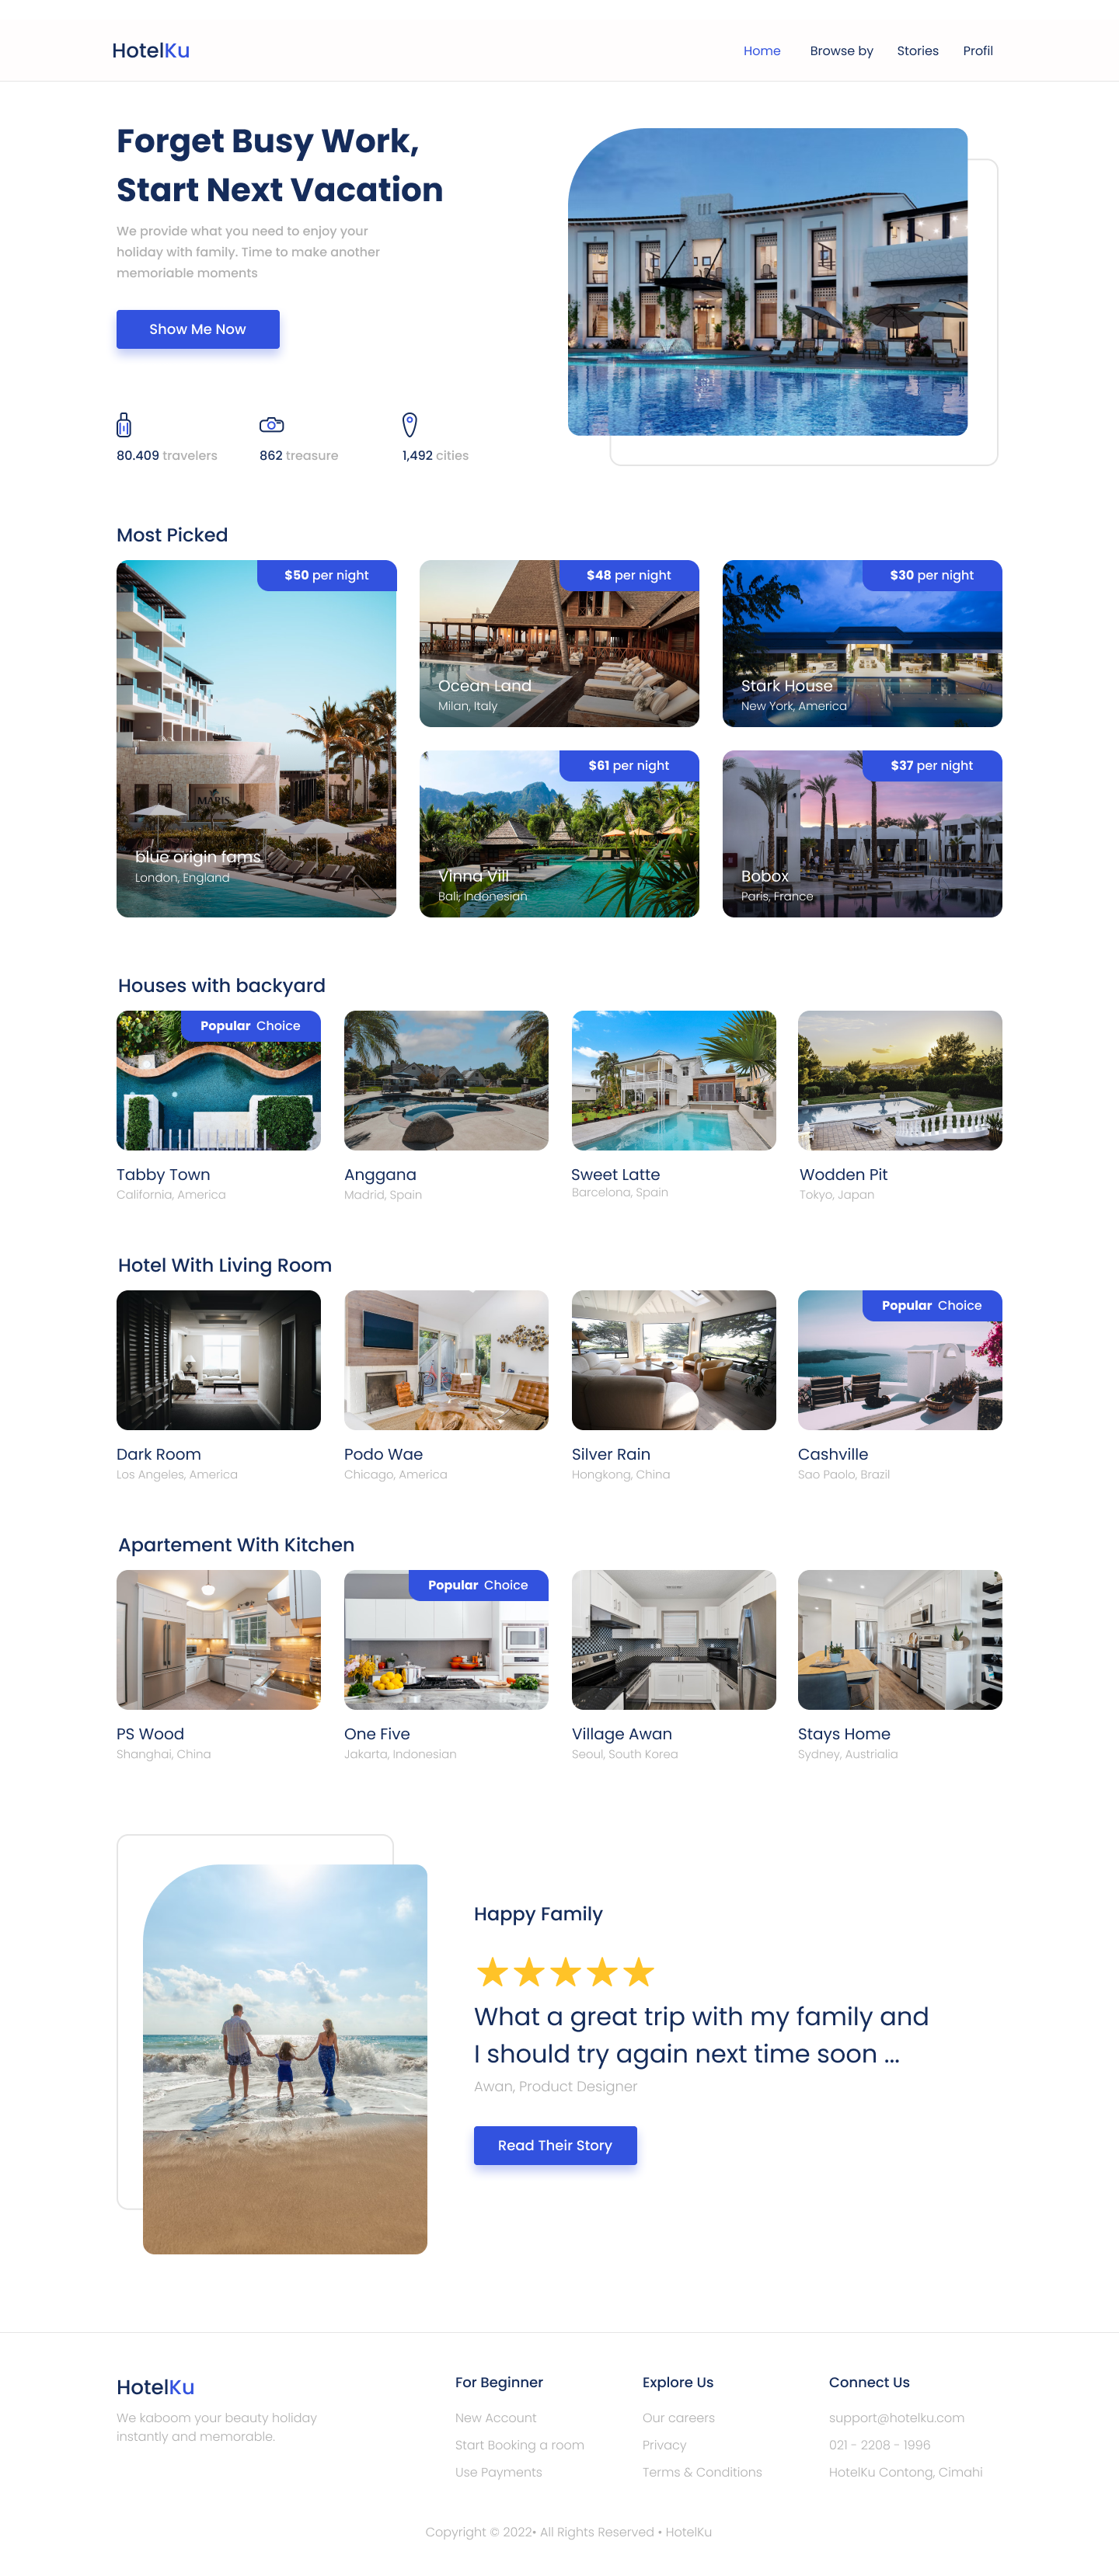 HotelKu
Home Browse by Stories Profil
Forget Busy Work,
Start Next Vacation
We provide what you need to enjoy your
holiday with family. Time to make another
memoriable moments
Show Me Now
80.409 travelers
862 treasure
1,492 cities
Most Picked
$50 per night
MARIS
blue origin fams
London, England
$48 per night
Ocean Land
Milan, Italy
$30 per night
Stark House
New York, America
$61 per night
Vinna Vill
Bali, Indonesian
$37 per night
Bobox
Paris, France
Houses with backyard
Popular Choice
Tabby Town
California, America
Anggana
Madrid, Spain
Sweet Latte
Barcelona, Spain
Wodden Pit
Tokyo, Japan
Hotel With Living Room
Dark Room
Los Angeles, America
Podo Wae
Chicago, America
Silver Rain
Hongkong, China
Popular Choice
Cashville
Sao Paolo, Brazil
Apartement With Kitchen
PS Wood
Shanghai, China
Popular Choice
One Five
Jakarta, Indonesian
Village Awan
Seoul, South Korea
Stays Home
Sydney, Austrialia
Happy Family
What a great trip with my family and
I should try again next time soon ...
Awan, Product Designer
Read Their Story
HotelKu
We kaboom your beauty holiday
instantly and memorable.
For Beginner
New Account
Start Booking a room
Use Payments
Explore Us
Our careers
Privacy
Terms & Conditions
Connect Us
support@hotelku.com
021 - 2208 - 1996
HotelKu Contong, Cimahi
Copyright © 2022• All Rights Reserved • HotelKu